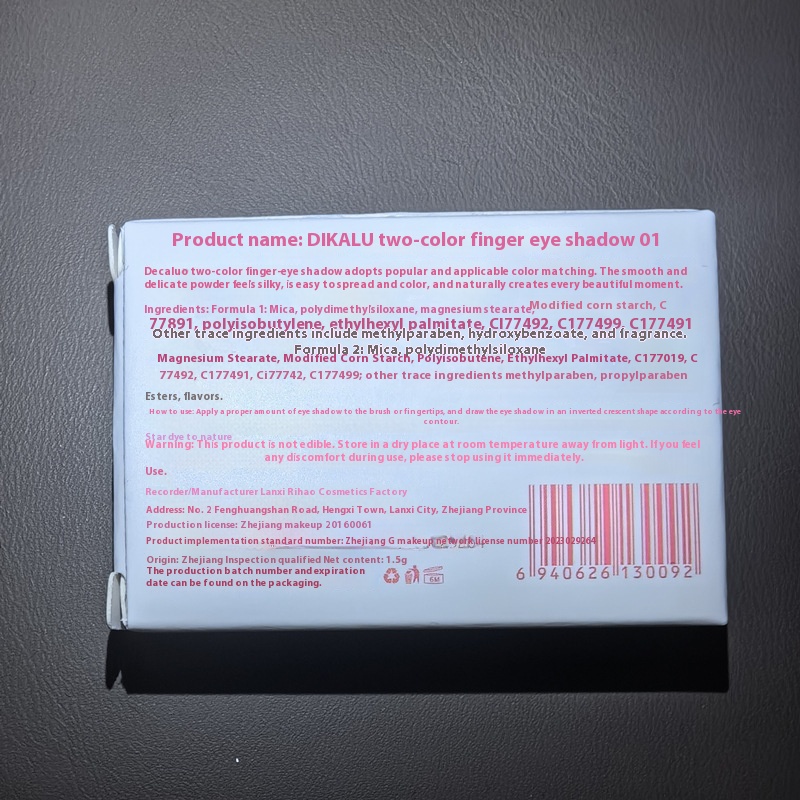 Product name: DIKALU two-color finger eye shadow 01
Decaluo two-color finger-eye shadow adopts popular and applicable color matching. The smooth and
delicate powder feels silky, is easy to spread and color, and naturally creates every beautiful moment.
Ingredients: Formula 1: Mica, polydimethylsiloxane, magnesium stearate, Modified corn starch, C
77891, polyisobutylene, ethylhexyl palmitate, CI77492, C177499, C177491
Other trace ingredients include methylparaben, hydroxybenzoate, and fragrance.
Formula 2: Mica, polydimethylsiloxane
Magnesium Stearate, Modified Corn Starch, Polyisobutene, Ethylhexyl Palmitate, C177019, C
77492, C177491, Ci77742, C177499; other trace ingredients methylparaben, propylparaben
Esters, flavors.
How to use: Apply a proper amount of eye shadow to the brush or fingertips, and draw the eye shadow in an inverted crescent shape according to the eye
contour.
Star dye to nature
Warning: This product is not edible. Store in a dry place at room temperature away from light. If you feel
any discomfort during use, please stop using it immediately.
Use.
Recorder/Manufacturer Lanxi Rihao Cosmetics Factory
Address: No. 2 Fenghuangshan Road, Hengxi Town, Lanxi City, Zhejiang Province
Production license: Zhejiang makeup 20160061
Product implementation standard number: Zhejiang G makeup network license number 2023029264
Origin: Zhejiang Inspection qualified Net content: 1.5g
The production batch number and expiration
date can be found on the packaging.
6M
6 940626 130092